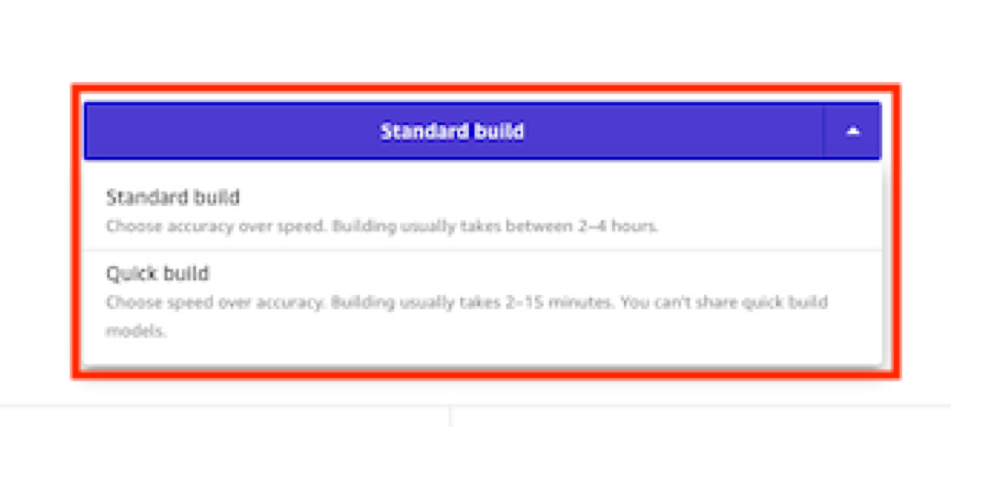 Standard build
Standard build
Choose accuracy over speed. Building usually takes between 2–4 hours.
Quick build
Choose speed over accuracy. Building usually takes 2–15 minutes. You can't share quick build
models.